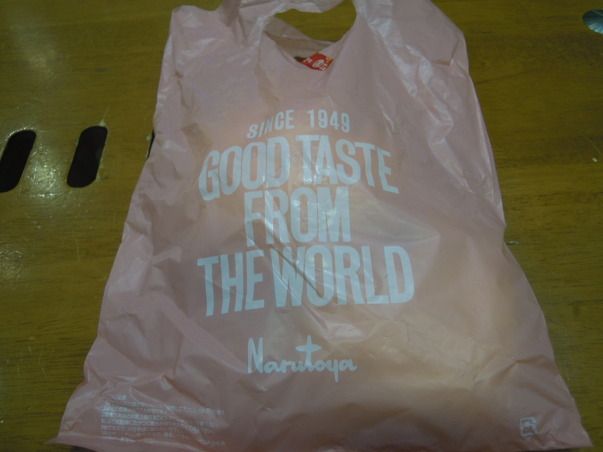 SINCE 1949
GOOD TASTE
FROM
THE WORLD
Narutoya